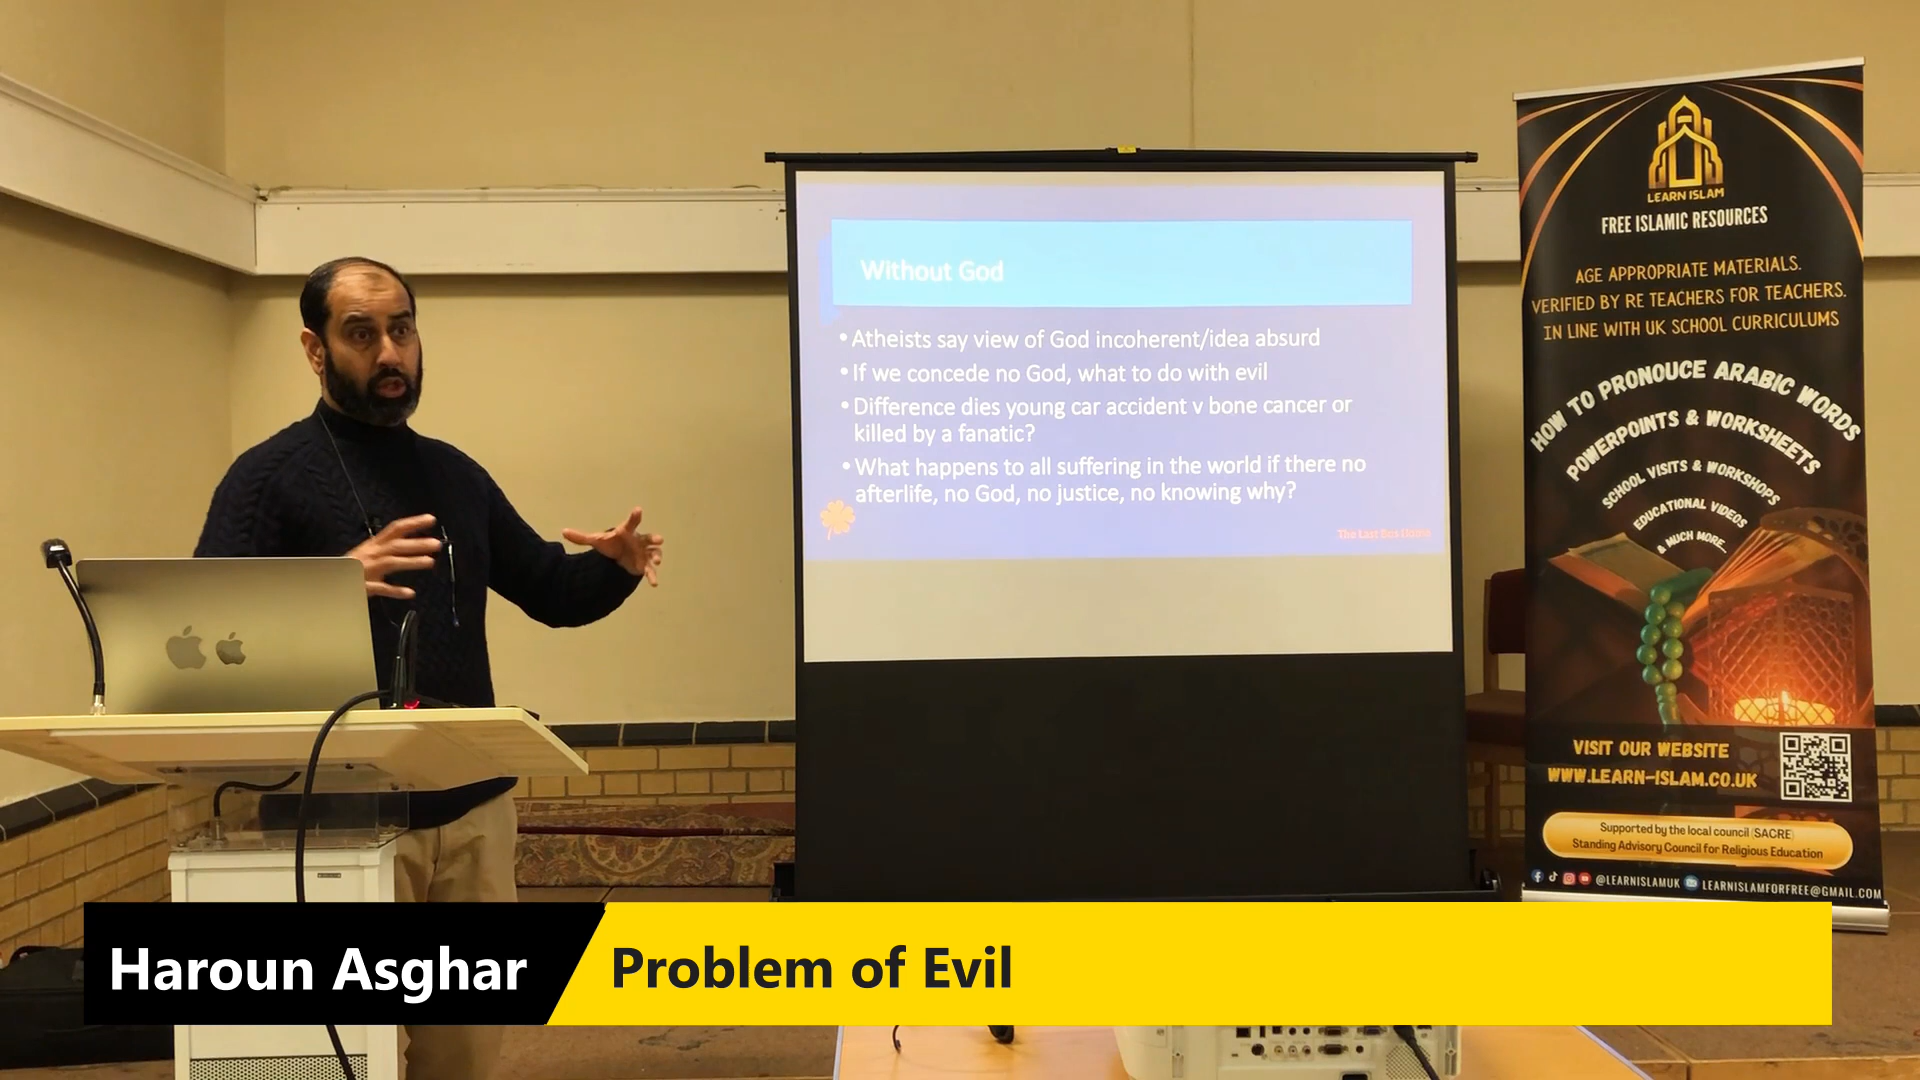 Without God
• Atheists say view of God incoherent/idea absurd
• If we concede no God, what to do with evil
• Difference dies young car accident v bone cancer or
killed by a fanatic?
• What happens to all suffering in the world if there no
afterlife, no God, no justice, no knowing why?
The Last Bus Home
LEARN ISLAM
FREE ISLAMIC RESOURCES
AGE APPROPRIATE MATERIALS.
VERIFIED BY RE TEACHERS FOR TEACHERS.
IN LINE WITH UK SCHOOL CURRICULUMS
HOW TO PRONOUCE ARABIC WORDS
POWERPOINTS & WORKSHEETS
SCHOOL VISITS & WORKSHOPS
EDUCATIONAL VIDEOS
& MUCH MORE...
VISIT OUR WEBSITE
WWW.LEARN-ISLAM.CO.UK
Supported by the local council (SACRE)
Standing Advisory Council for Religious Education
@LEARNISLAMUK LEARNISLAMFORFREE@GMAIL.COM
Haroun Asghar
Problem of Evil